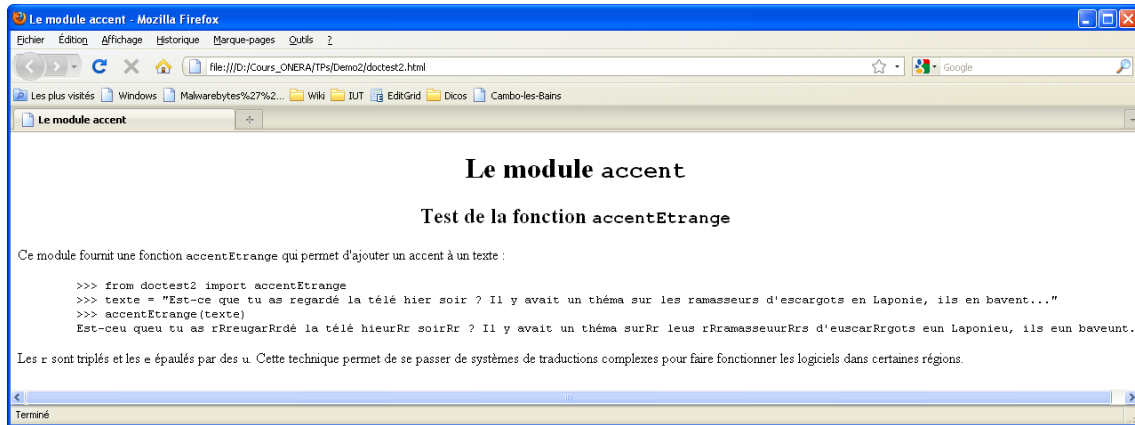 Le module accent - Mozilla Firefox
Fichier Édition Affichage Historique Marque-pages Outils ?
file:///D:/Cours_ONERA/TPs/Demo2/doctest2.html Google
Les plus visités Windows Malwarebytes%27%2... Wiki IUT EditGrid Dicos Cambo-les-Bains
Le module accent
Le module accent
Test de la fonction accentEtrange
Ce module fournit une fonction accentEtrange qui permet d'ajouter un accent à un texte :
>>> from doctest2 import accentEtrange
>>> texte = "Est-ce que tu as regardé la télé hier soir ? Il y avait un théma sur les ramasseurs d'escargots en Laponie, ils en bavent..."
>>> accentEtrange(texte)
Est-ceu queu tu as rRreugarRrdé la télé hieurRr soirRr ? Il y avait un théma surRr leus rRramasseuurRrs d'euscarRrgots eun Laponieu, ils eun baveunt.
Les r sont triplés et les e épaulés par des u. Cette technique permet de se passer de systèmes de traductions complexes pour faire fonctionner les logiciels dans certaines régions.
Terminé